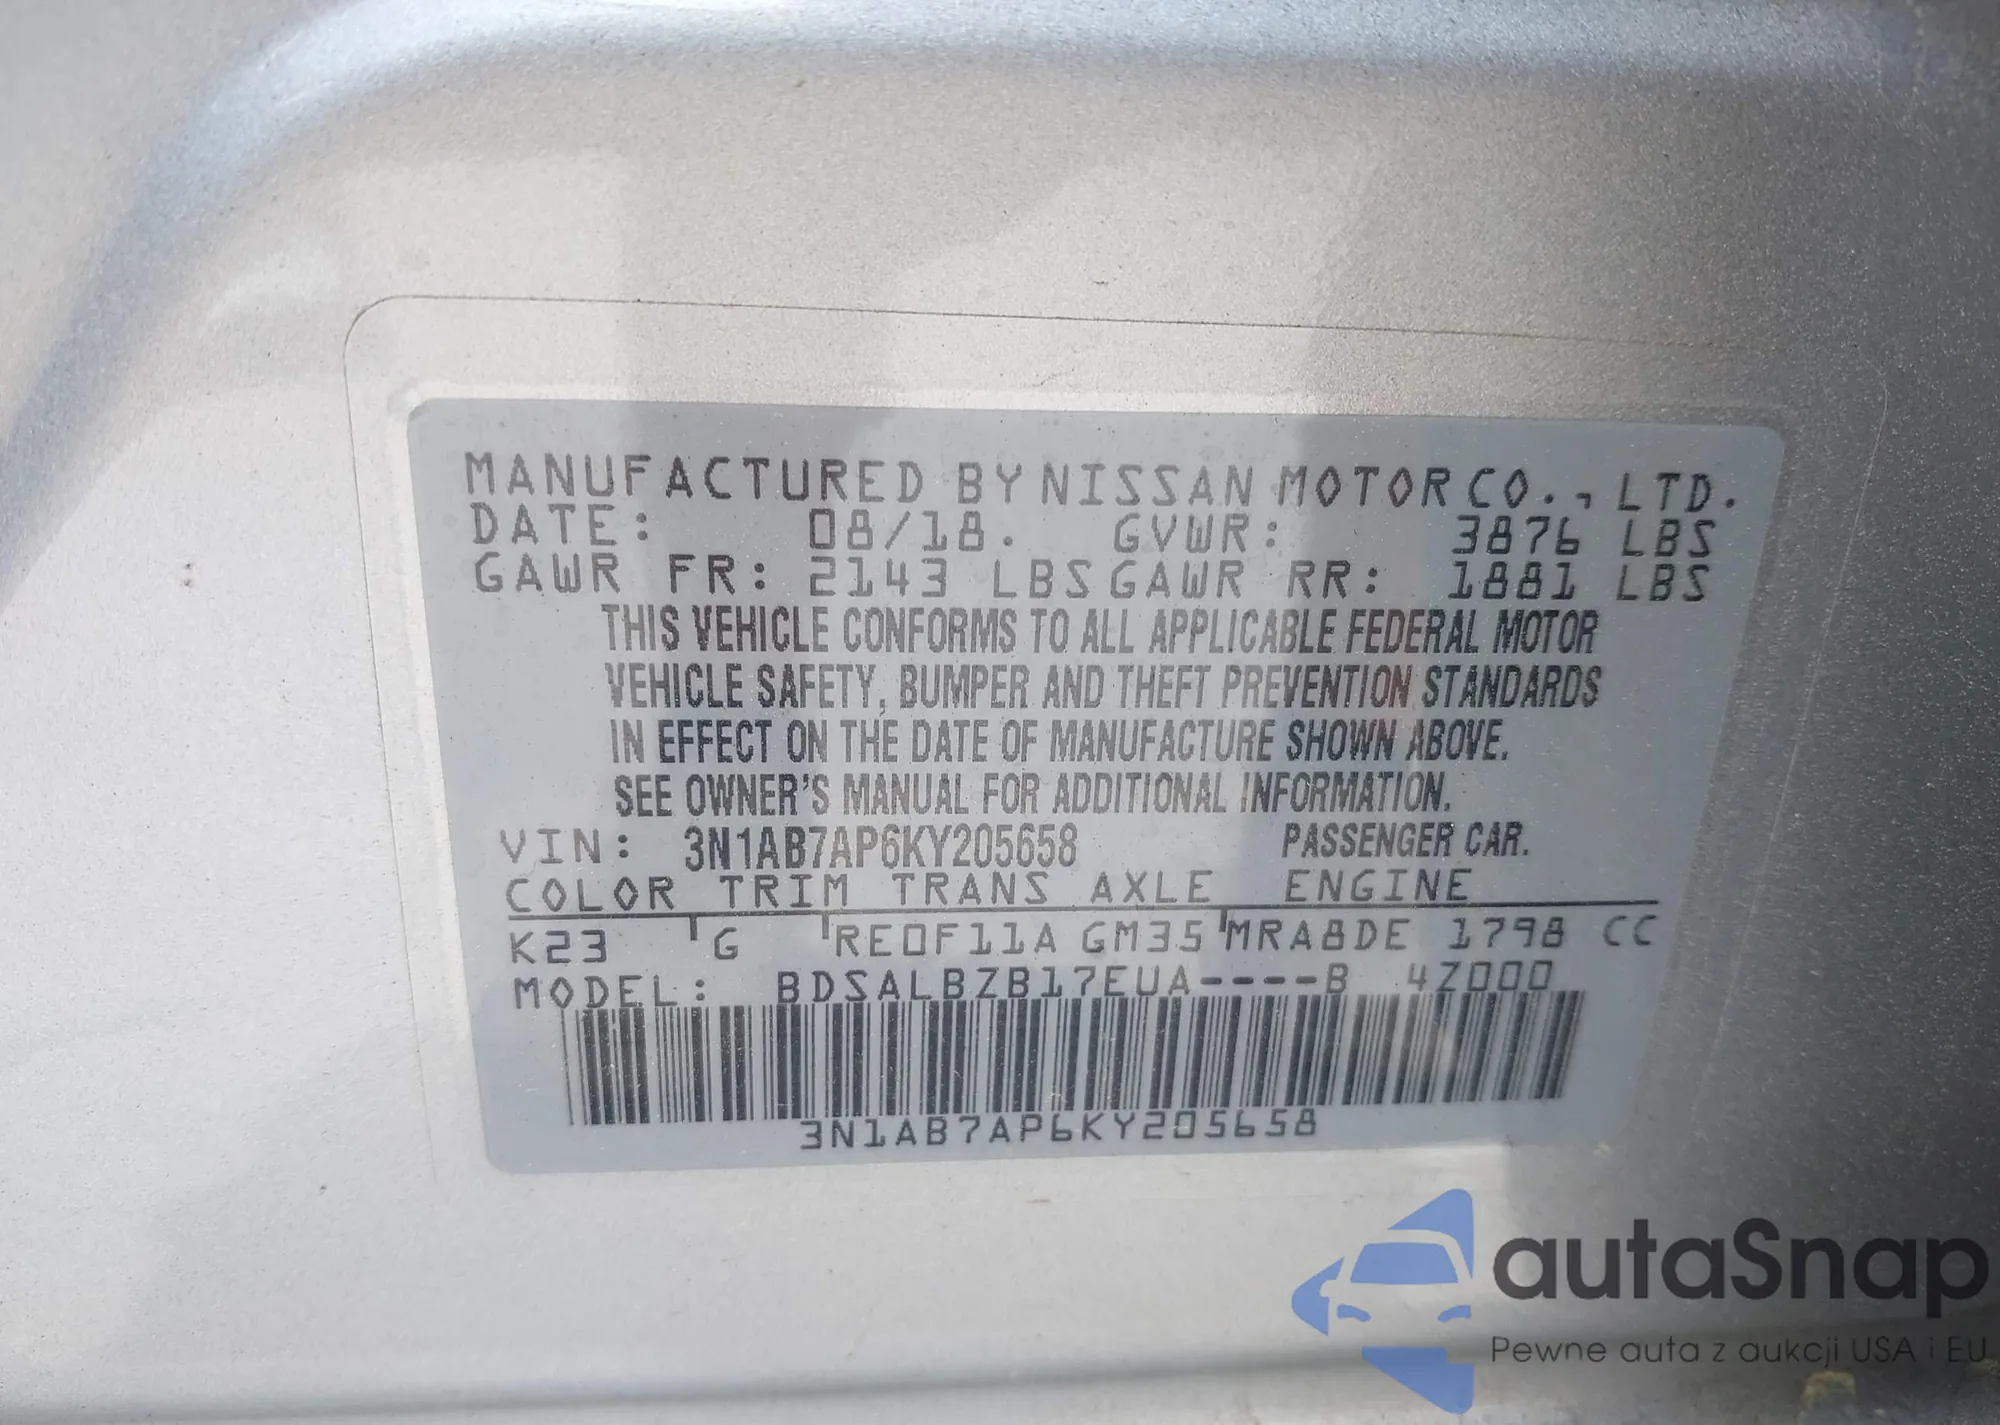 MANUFACTURED BY NISSAN MOTOR CO., LTD.
DATE: 08/18. GVWR: 3876 LBS
GAWR FR: 2143 LBS GAWR RR: 1881 LBS
THIS VEHICLE CONFORMS TO ALL APPLICABLE FEDERAL MOTOR
VEHICLE SAFETY, BUMPER AND THEFT PREVENTION STANDARDS
IN EFFECT ON THE DATE OF MANUFACTURE SHOWN ABOVE.
SEE OWNER'S MANUAL FOR ADDITIONAL INFORMATION.
VIN: 3N1AB7AP6KY205658 PASSENGER CAR.
COLOR TRIM TRANS AXLE ENGINE
K23 G RE0F11A GM35 MRA8DE 1798 CC
MODEL: BDSALBZB17EUA----B 4Z000
3N1AB7AP6KY205658
autaSnap
Pewne auta z aukcji USA i EU